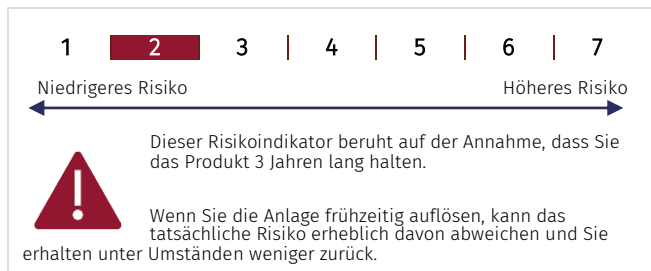 1 2 3 4 5 6 7
Niedrigeres Risiko Höheres Risiko
Dieser Risikoindikator beruht auf der Annahme, dass Sie
das Produkt 3 Jahren lang halten.
Wenn Sie die Anlage frühzeitig auflösen, kann das
tatsächliche Risiko erheblich davon abweichen und Sie
erhalten unter Umständen weniger zurück.